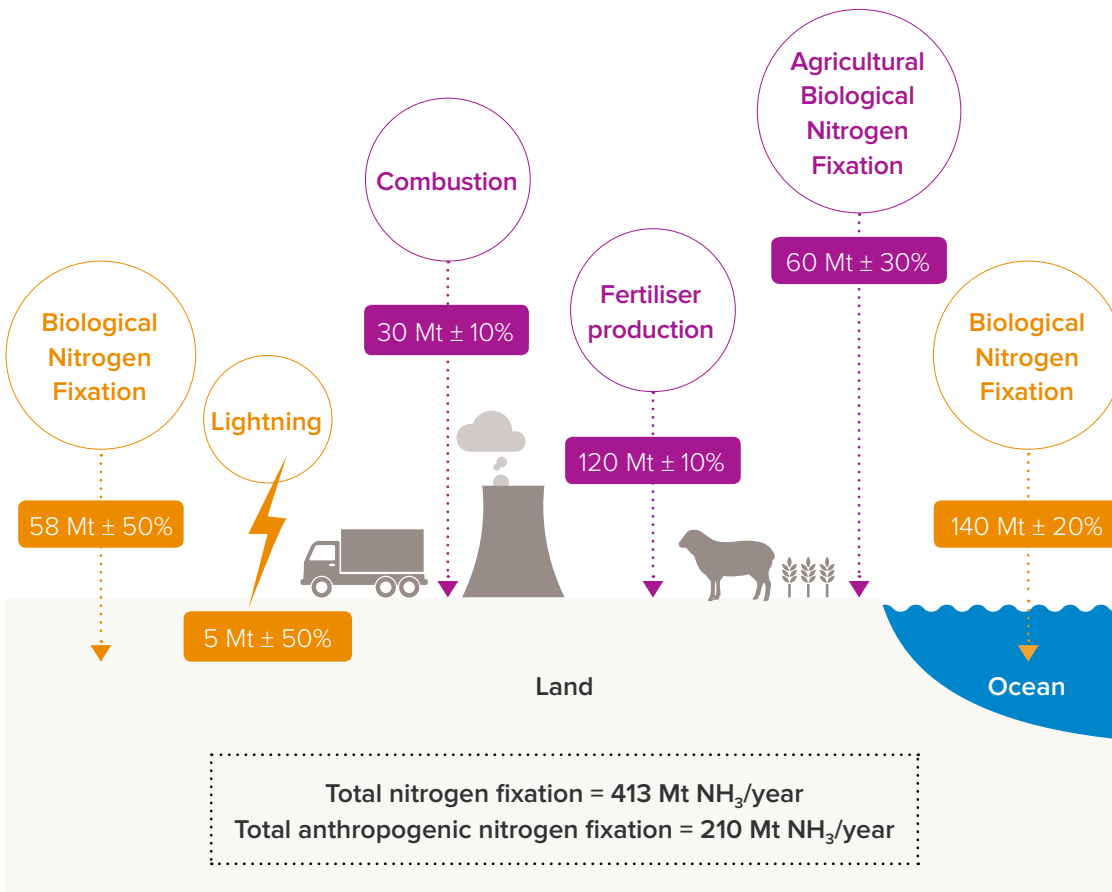 Biological
Nitrogen
Fixation
58 Mt ± 50%
Lightning
5 Mt ± 50%
Combustion
30 Mt ± 10%
Fertiliser
production
120 Mt ± 10%
Agricultural
Biological
Nitrogen
Fixation
60 Mt ± 30%
Biological
Nitrogen
Fixation
140 Mt ± 20%
Land
Ocean
Total nitrogen fixation = 413 Mt NH₃/year
Total anthropogenic nitrogen fixation = 210 Mt NH₃/year